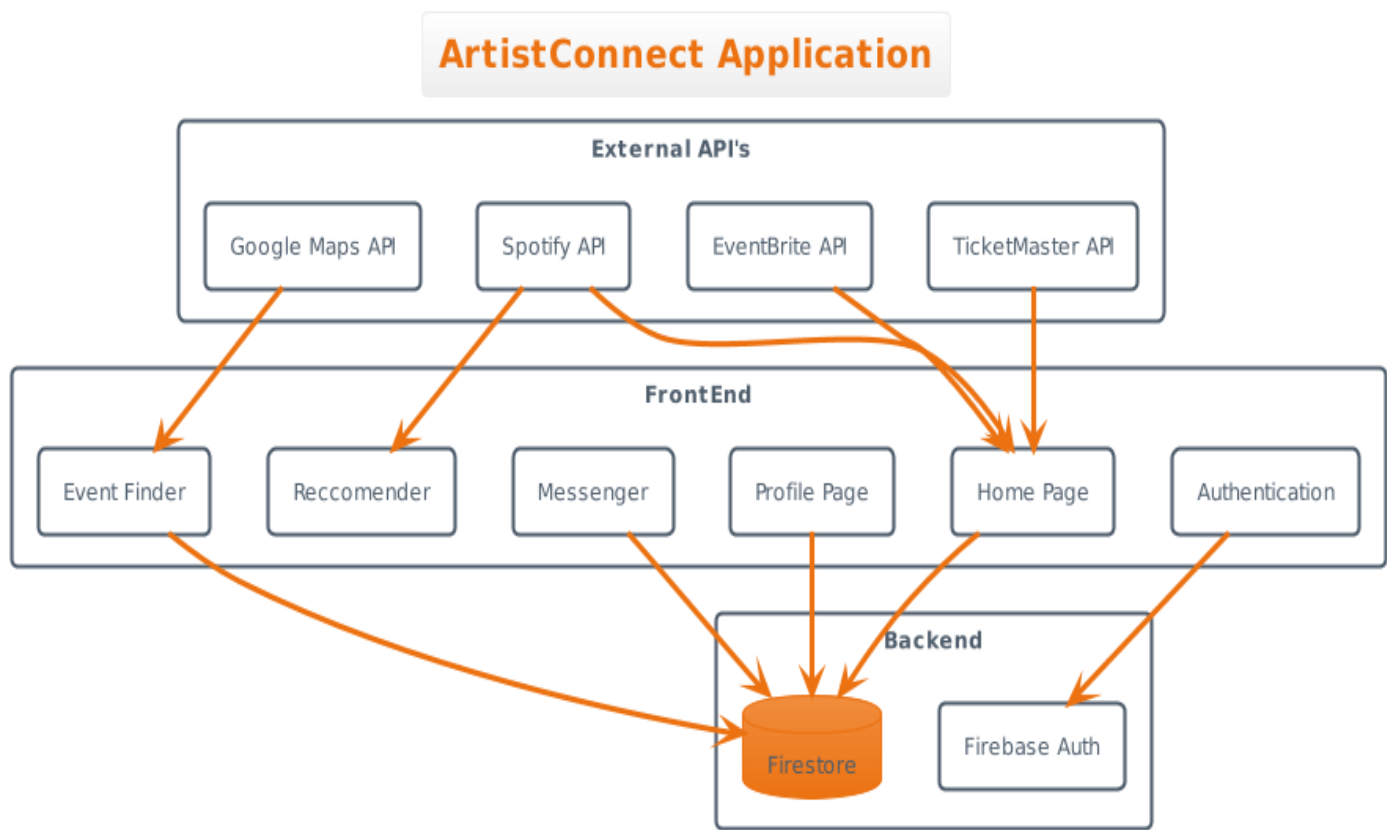 ArtistConnect Application
External API's
Google Maps API
Spotify API
EventBrite API
TicketMaster API
FrontEnd
Event Finder
Reccomender
Messenger
Profile Page
Home Page
Authentication
Backend
Firestore
Firebase Auth